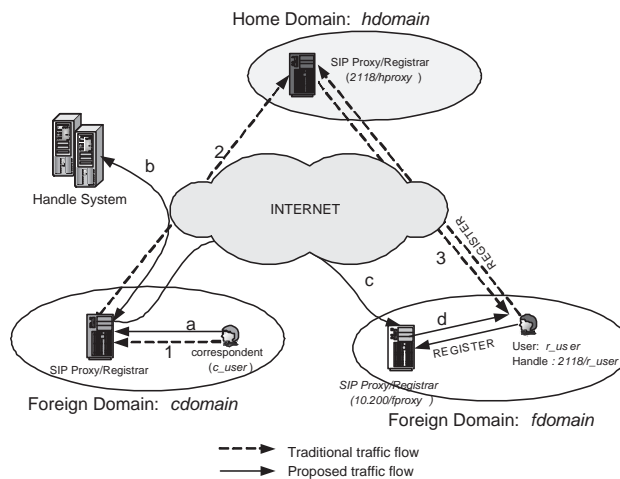 Home Domain: hdomain
SIP Proxy/Registrar
(2118/hproxy )
2
b
Handle System
INTERNET
REGISTER
3
c
a
1
correspondent
(c_user)
SIP Proxy/Registrar
d
REGISTER
User: r_user
Handle : 2118/r_user
SIP Proxy/Registrar
(10.200/fproxy )
Foreign Domain: cdomain
Foreign Domain: fdomain
Traditional traffic flow
Proposed traffic flow